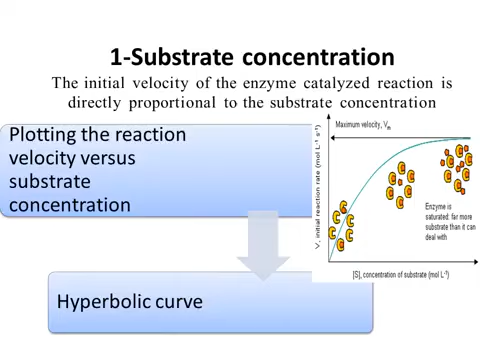 1-Substrate concentration
The initial velocity of the enzyme catalyzed reaction is
directly proportional to the substrate concentration
Plotting the reaction
velocity versus
substrate
concentration
Hyperbolic curve
Maximum velocity, Vm
V, initial reaction rate (mol L⁻¹ s⁻¹)
Enzyme is
saturated: far more
substrate than it can
deal with
[S], concentration of substrate (mol L⁻¹)